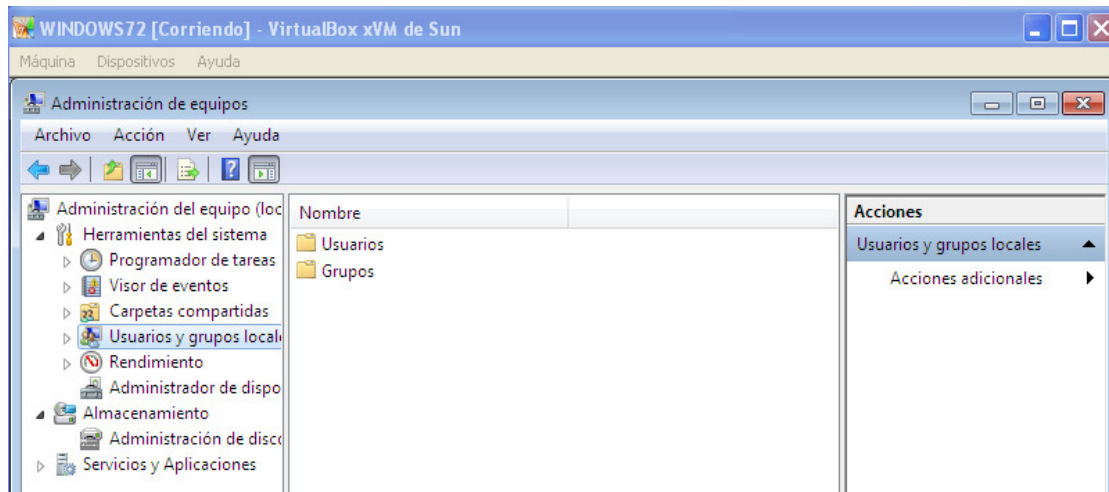 WINDOWS72 [Corriendo] - VirtualBox xVM de Sun
Máquina Dispositivos Ayuda
Administración de equipos
Archivo Acción Ver Ayuda
Administración del equipo (loc
Herramientas del sistema
Programador de tareas
Visor de eventos
Carpetas compartidas
Usuarios y grupos local
Rendimiento
Administrador de dispo
Almacenamiento
Administración de disco
Servicios y Aplicaciones
Nombre
Usuarios
Grupos
Acciones
Usuarios y grupos locales
Acciones adicionales